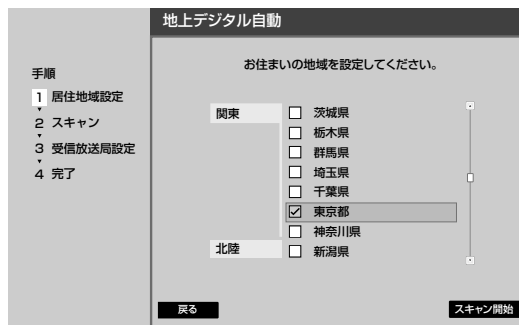 地上デジタル自動
お住まいの地域を設定してください。
手順
1 居住地域設定
2 スキャン
3 受信放送局設定
4 完了
関東
茨城県
栃木県
群馬県
埼玉県
千葉県
東京都
神奈川県
北陸
新潟県
戻る
スキャン開始